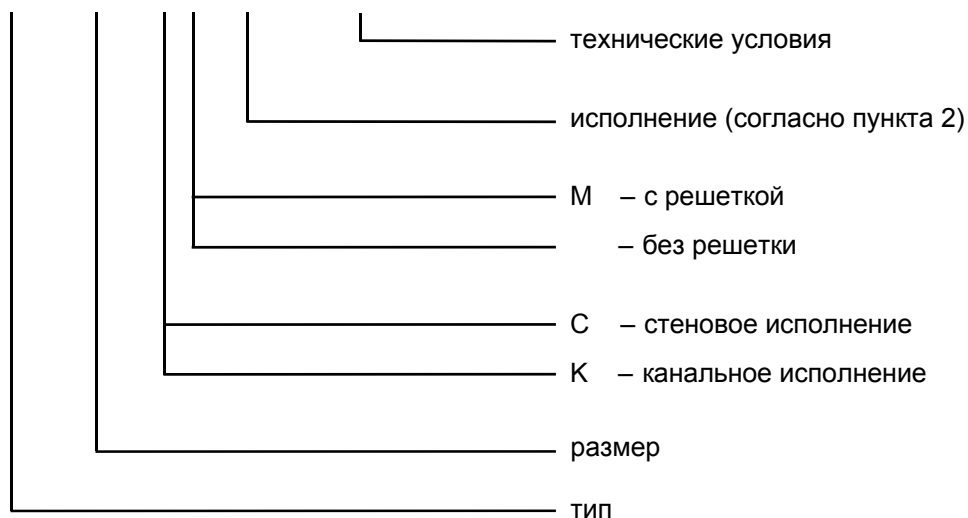 технические условия
исполнение (согласно пункта 2)
М – с решеткой
– без решетки
С – стеновое исполнение
К – канальное исполнение
размер
тип